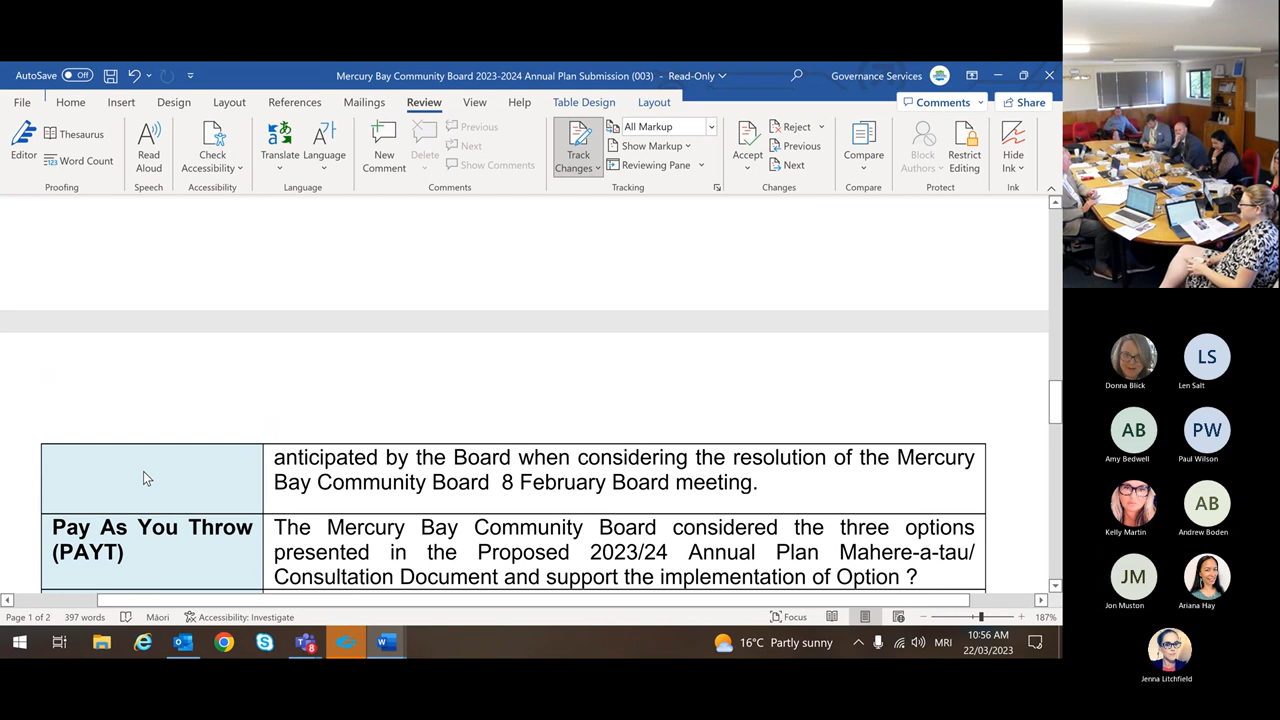 AutoSave Off
Mercury Bay Community Board 2023-2024 Annual Plan Submission (003) - Read-Only
Governance Services
File Home Insert Design Layout References Mailings Review View Help Table Design Layout
Comments Share
Editor
Thesaurus
Word Count
Proofing
Read Aloud
Speech
Check Accessibility
Accessibility
Translate Language
Language
New Comment
Delete
Previous
Next
Show Comments
Comments
Track Changes
All Markup
Show Markup
Reviewing Pane
Tracking
Accept
Reject
Previous
Next
Changes
Compare
Compare
Block Authors
Restrict Editing
Protect
Hide Ink
Ink
anticipated by the Board when considering the resolution of the Mercury
Bay Community Board 8 February Board meeting.
Pay As You Throw
(PAYT)
The Mercury Bay Community Board considered the three options
presented in the Proposed 2023/24 Annual Plan Mahere-a-tau/
Consultation Document and support the implementation of Option ?
Page 1 of 2 397 words Māori Accessibility: Investigate Focus 187%
16°C Partly sunny MRI 10:56 AM
22/03/2023
8
LS
Donna Blick Len Salt
AB PW
Amy Bedwell Paul Wilson
AB
Kelly Martin Andrew Boden
JM
Jon Muston Ariana Hay
Jenna Litchfield